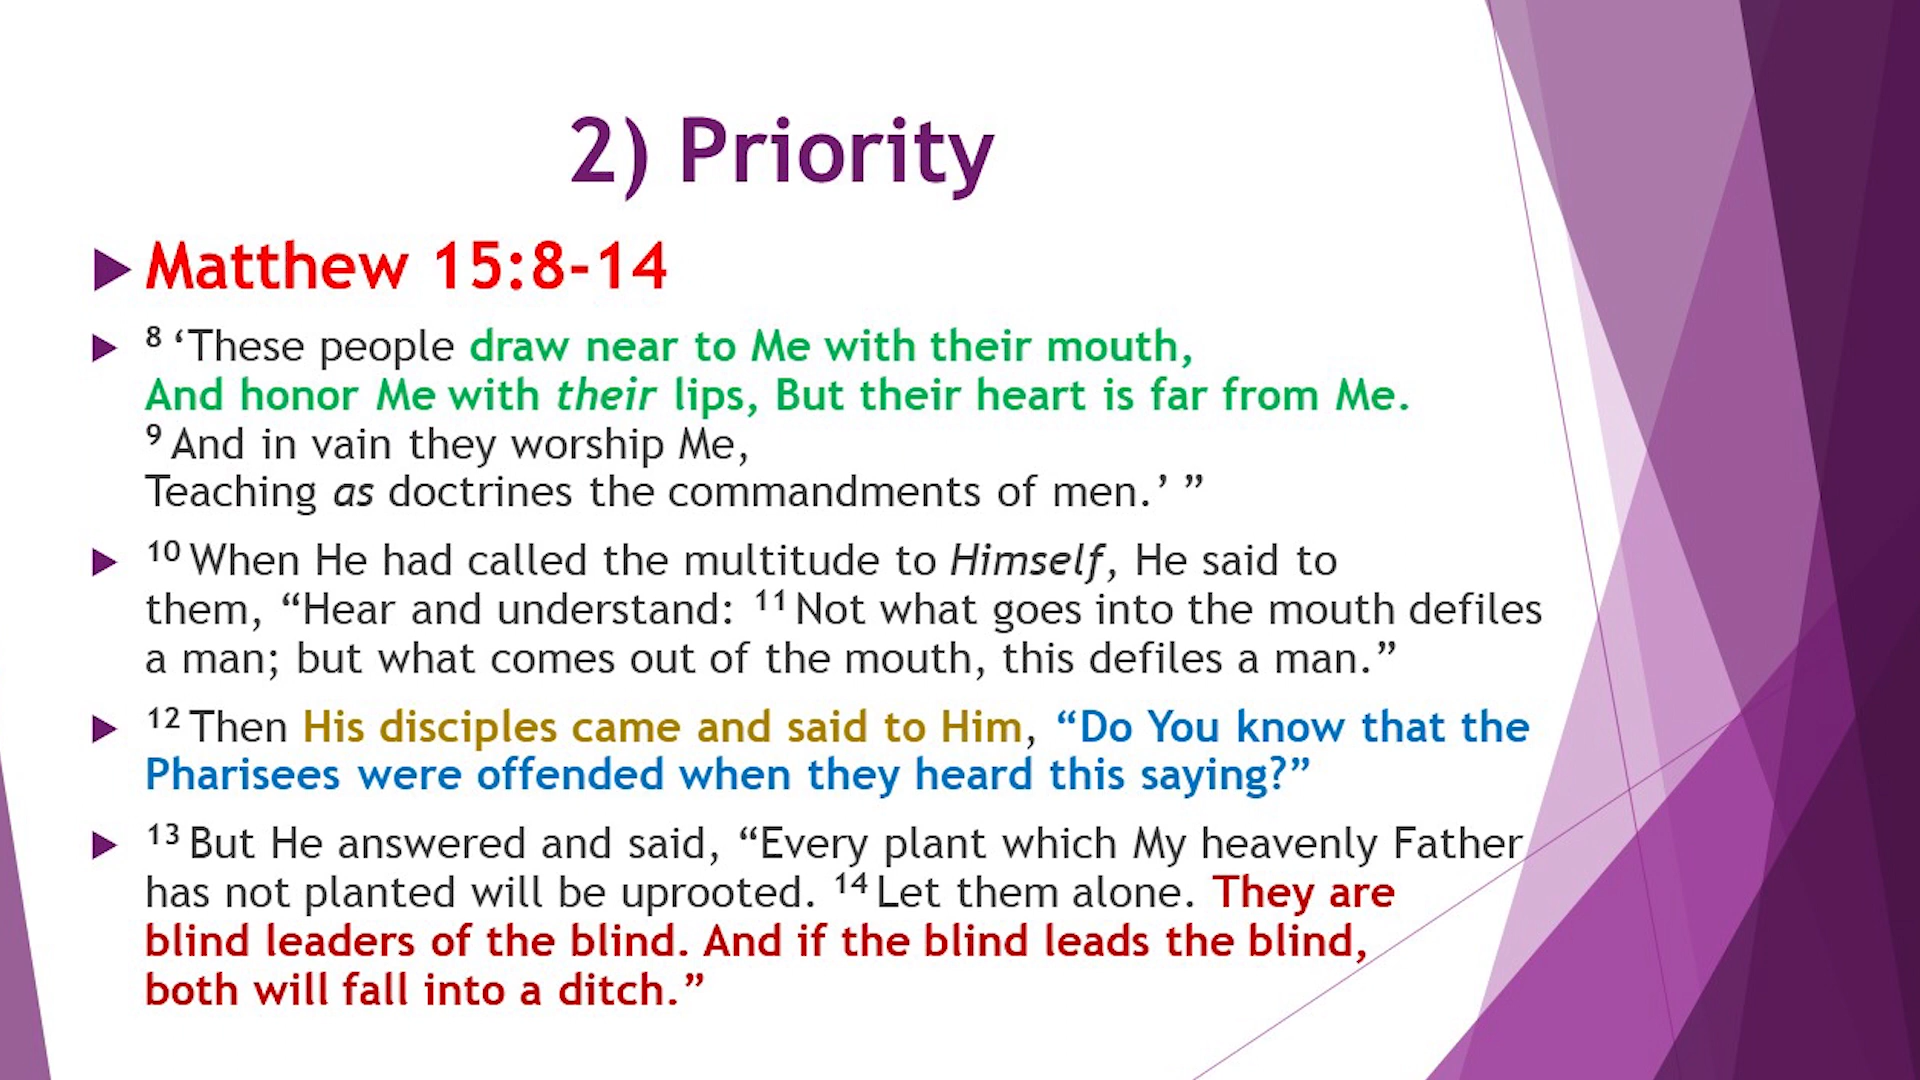 2) Priority
Matthew 15:8-14
8 ‘These people draw near to Me with their mouth,
And honor Me with their lips, But their heart is far from Me.
9 And in vain they worship Me,
Teaching as doctrines the commandments of men.’ ”
10 When He had called the multitude to Himself, He said to
them, “Hear and understand: 11 Not what goes into the mouth defiles
a man; but what comes out of the mouth, this defiles a man.”
12 Then His disciples came and said to Him, “Do You know that the
Pharisees were offended when they heard this saying?”
13 But He answered and said, “Every plant which My heavenly Father
has not planted will be uprooted. 14 Let them alone. They are
blind leaders of the blind. And if the blind leads the blind,
both will fall into a ditch.”